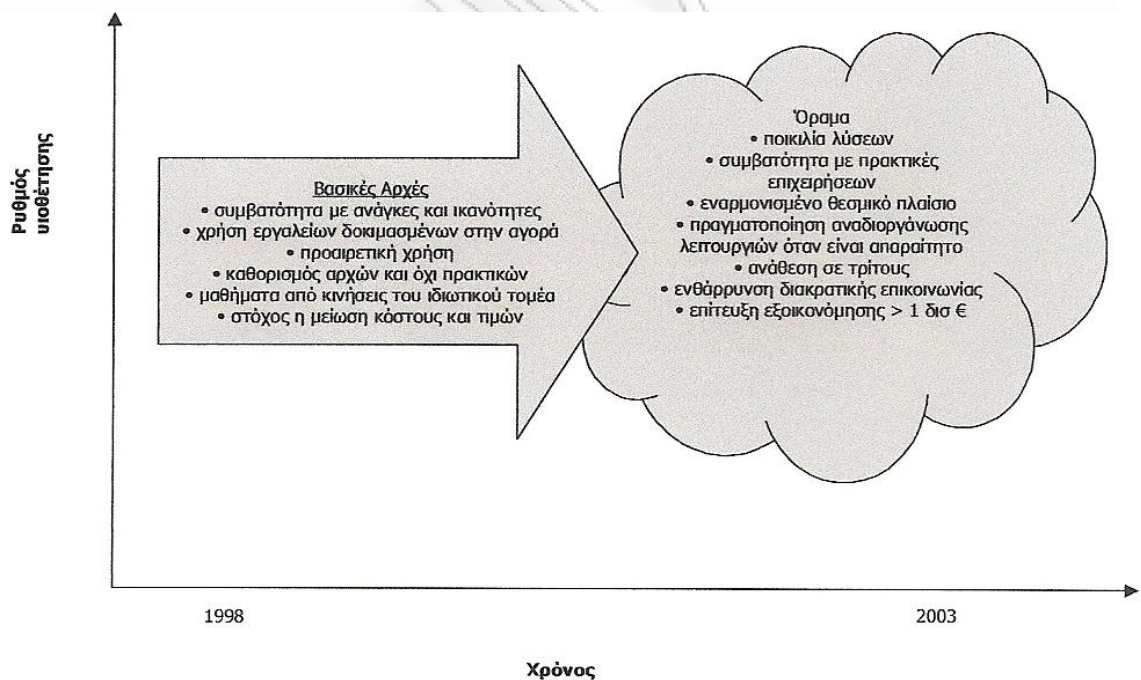 Ρυθμός
υιοθέτησης
Βασικές Αρχές
• συμβατότητα με ανάγκες και ικανότητες
• χρήση εργαλείων δοκιμασμένων στην αγορά
• προαιρετική χρήση
• καθορισμός αρχών και όχι πρακτικών
• μαθήματα από κινήσεις του ιδιωτικού τομέα
• στόχος η μείωση κόστους και τιμών
Όραμα
• ποικιλία λύσεων
• συμβατότητα με πρακτικές
επιχειρήσεων
• εναρμονισμένο θεσμικό πλαίσιο
• πραγματοποίηση αναδιοργάνωσης
λειτουργιών όταν είναι απαραίτητο
• ανάθεση σε τρίτους
• ενθάρρυνση διακρατικής επικοινωνίας
• επίτευξη εξοικονόμησης > 1 δισ €
1998
2003
Χρόνος